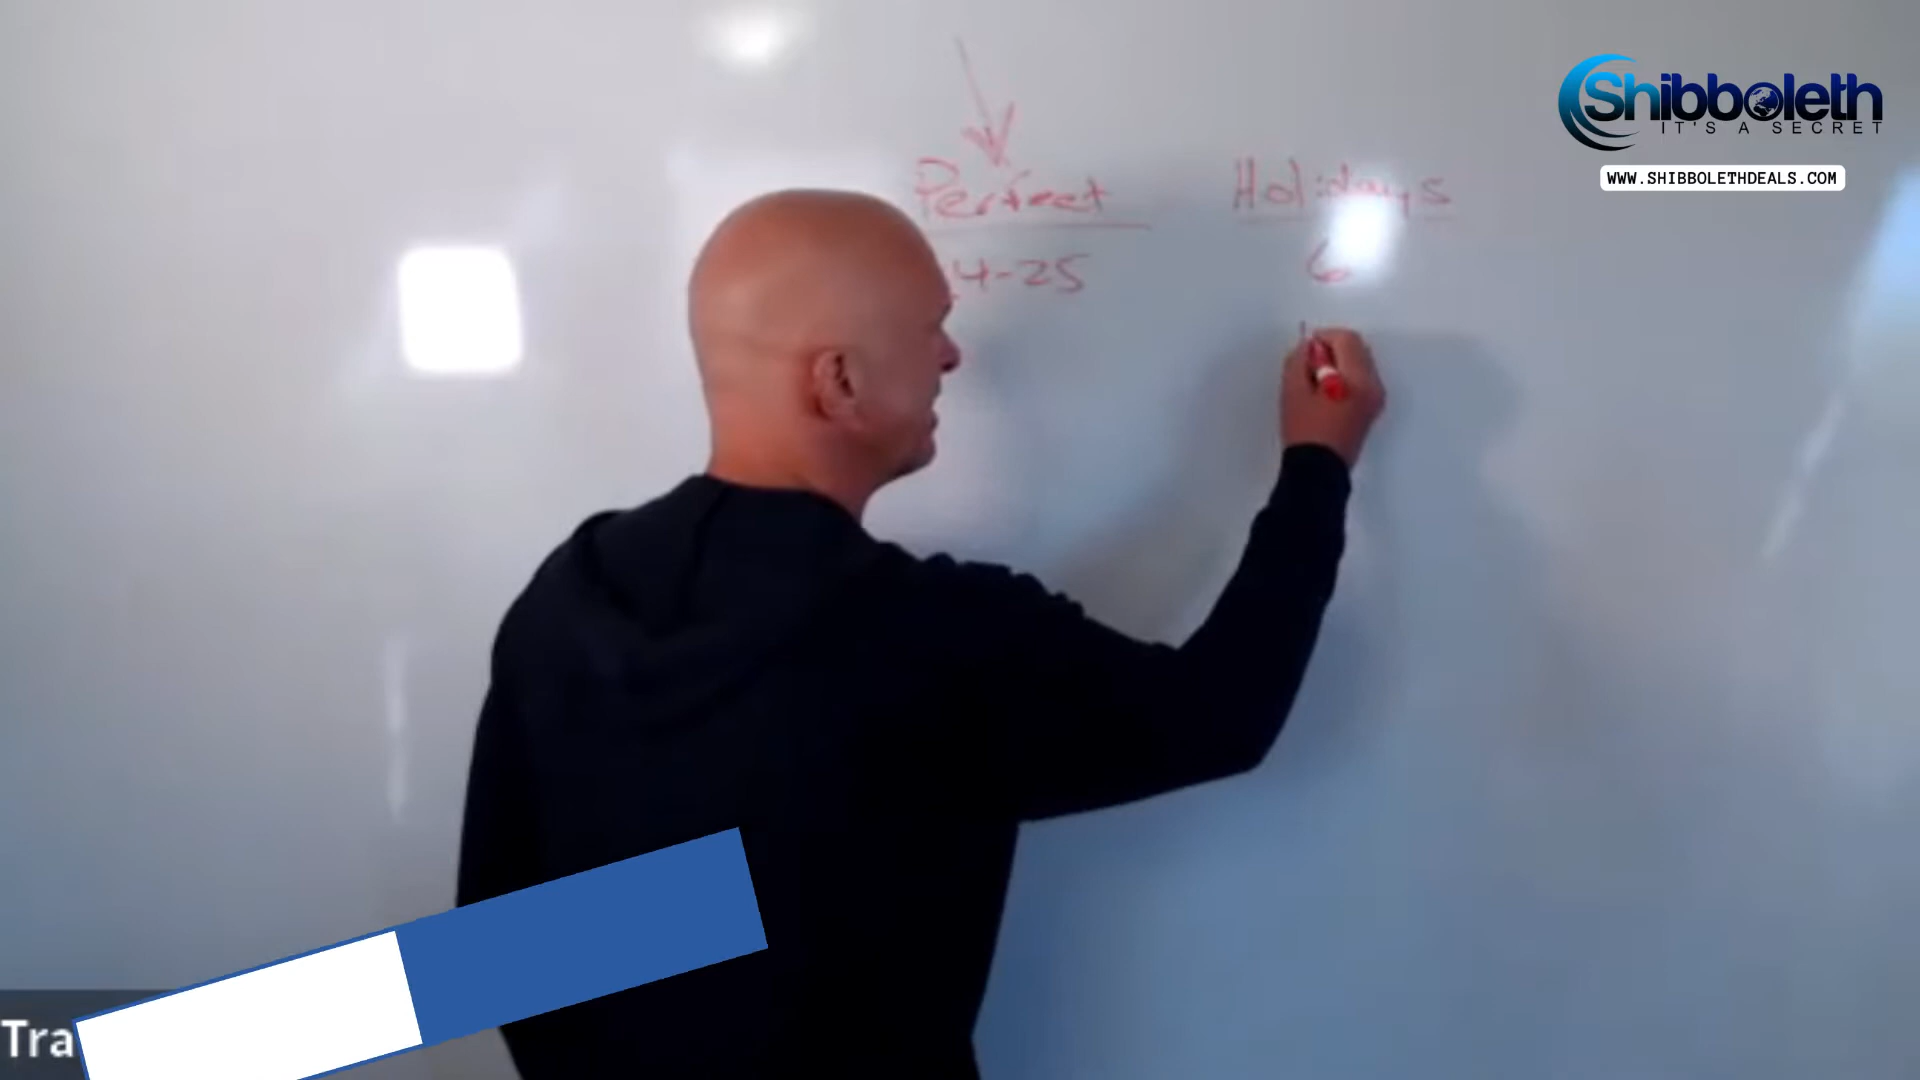 Shibboleth
IT'S A SECRET
WWW.SHIBBOLETHDEALS.COM
Perfect Holidays
4-25 6
Tra